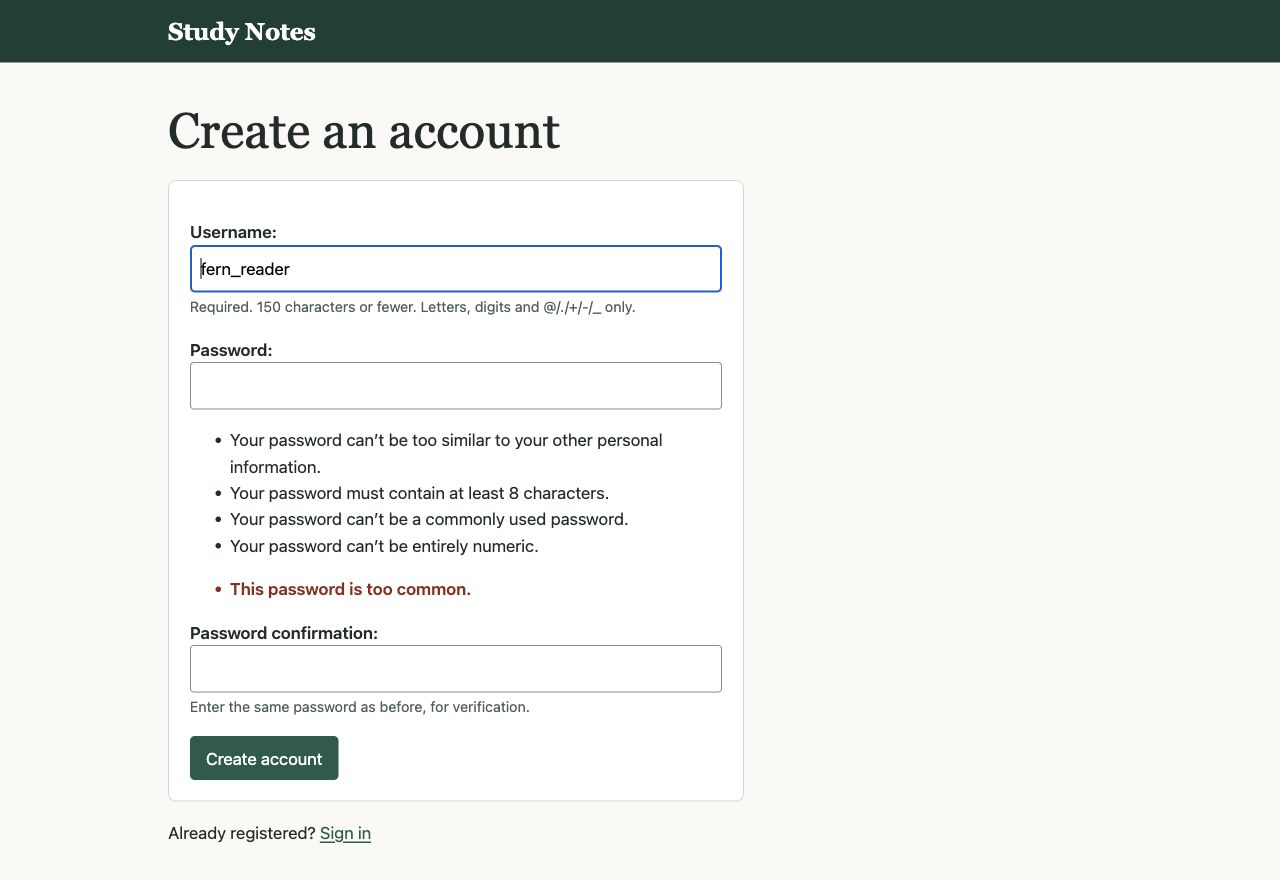 Study Notes
Create an account
Username:
fern_reader
Required. 150 characters or fewer. Letters, digits and @/./+/-/_ only.
Password:
• Your password can’t be too similar to your other personal
information.
• Your password must contain at least 8 characters.
• Your password can’t be a commonly used password.
• Your password can’t be entirely numeric.
• This password is too common.
Password confirmation:
Enter the same password as before, for verification.
Create account
Already registered? Sign in